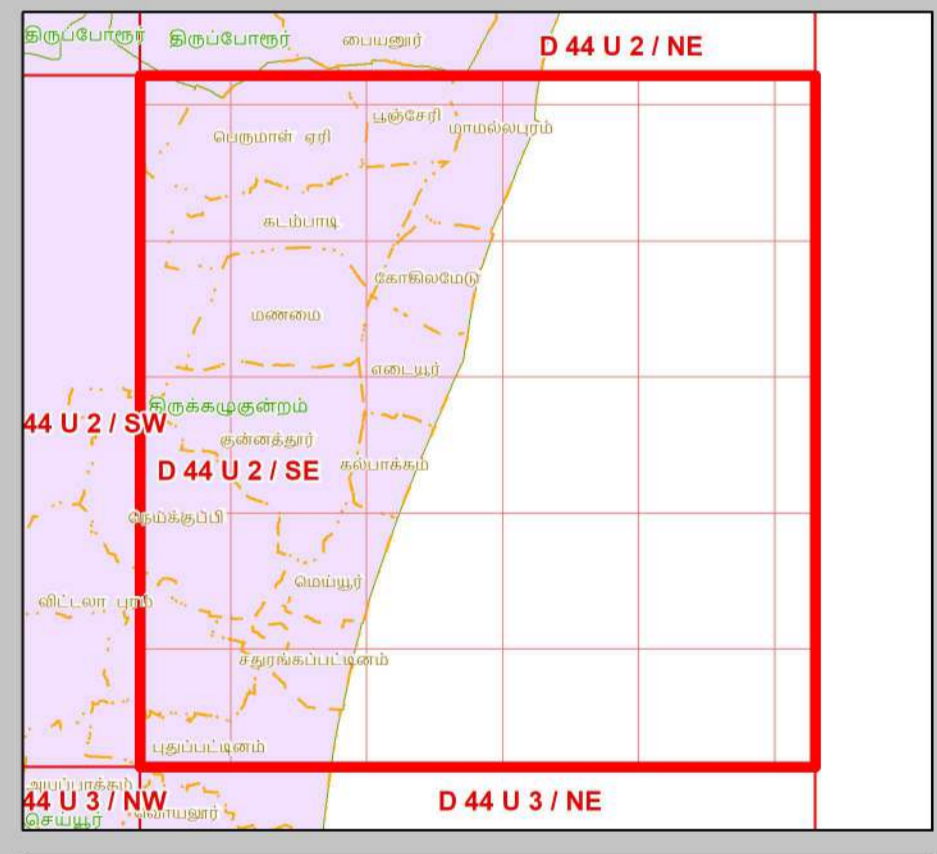 திருப்போரூர்
திருப்போரூர்
பையனூர்
D 44 U 2 / NE
பூஞ்சேரி
மாமல்லபுரம்
பெருமாள் ஏரி
கடம்பாடி
கோகிலமேடு
மணமை
எடையூர்
திருக்கழுகுன்றம்
44 U 2 / SW
குன்னத்தூர்
D 44 U 2 / SE
கல்பாக்கம்
நெய்க்குப்பி
மெய்யூர்
விட்டலா புரம்
சதுரங்கப்பட்டினம்
புதுப்பட்டினம்
44 U 3 / NW
D 44 U 3 / NE
வாயலூர்
செய்யூர்